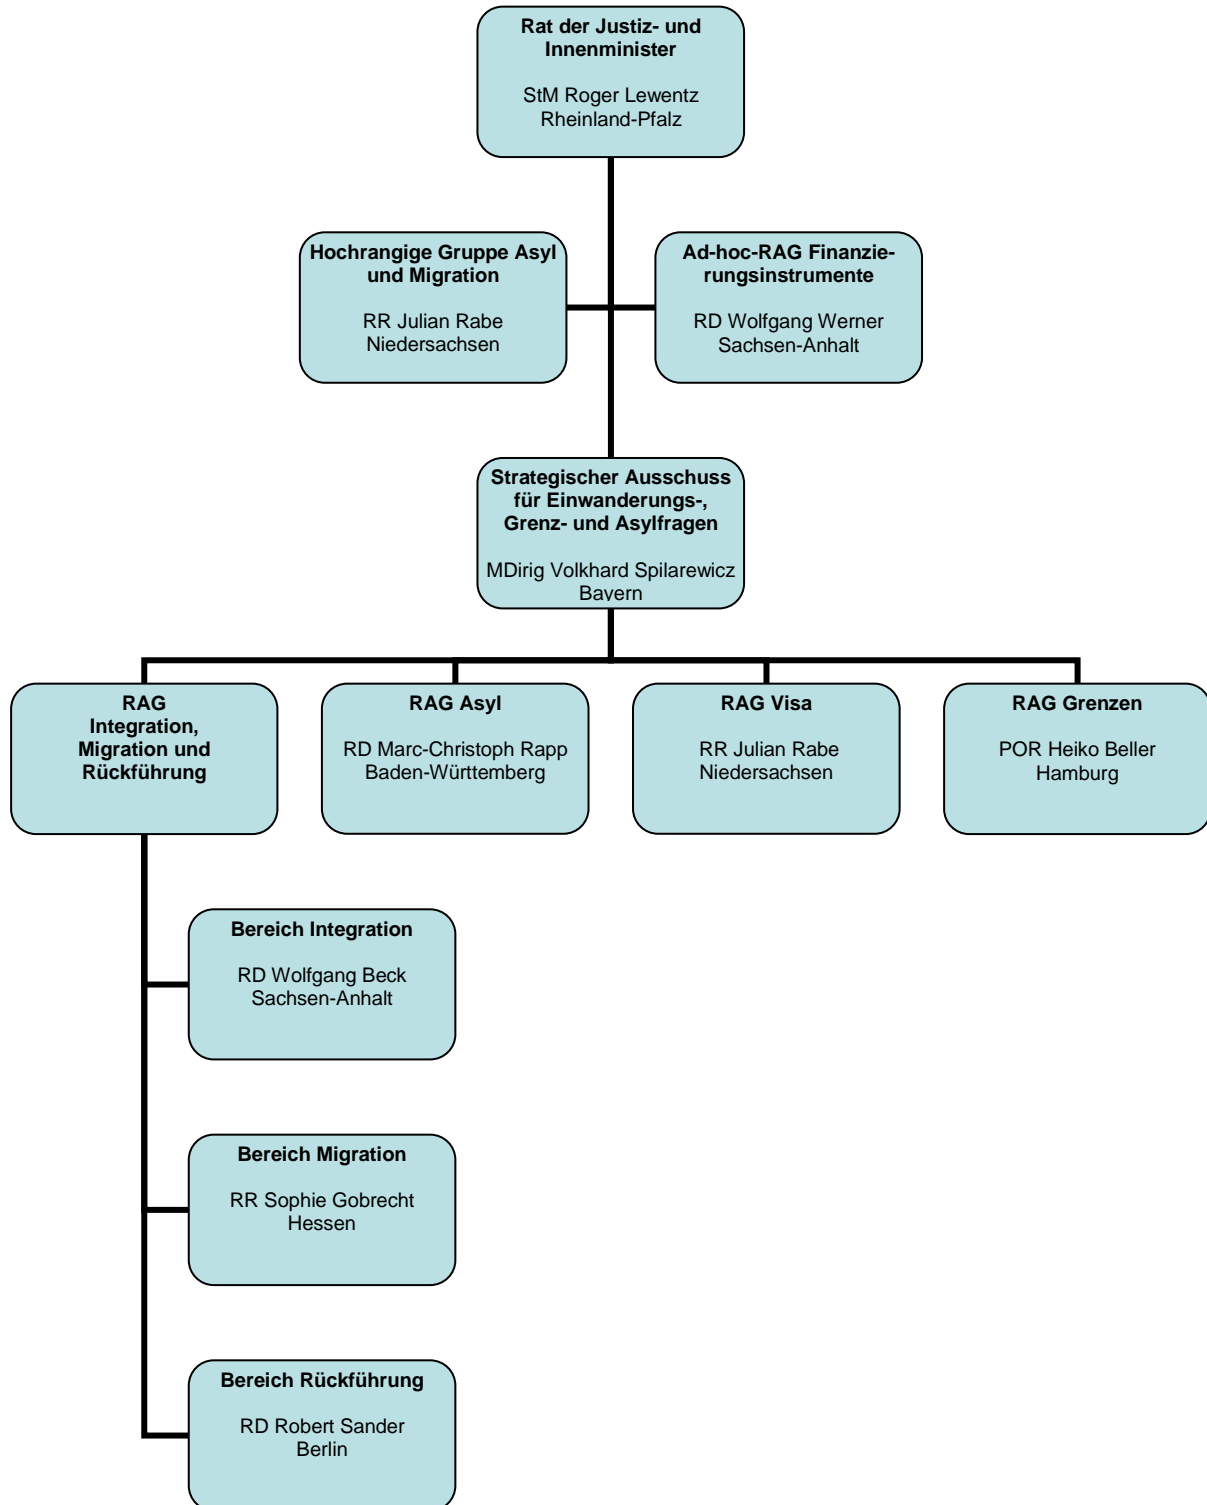 Rat der Justiz- und
Innenminister
StM Roger Lewentz
Rheinland-Pfalz
Hochrangige Gruppe Asyl
und Migration
RR Julian Rabe
Niedersachsen
Ad-hoc-RAG Finanzie-
rungsinstrumente
RD Wolfgang Werner
Sachsen-Anhalt
Strategischer Ausschuss
für Einwanderungs-,
Grenz- und Asylfragen
MDirig Volkhard Spilarewicz
Bayern
RAG
Integration,
Migration und
Rückführung
RAG Asyl
RD Marc-Christoph Rapp
Baden-Württemberg
RAG Visa
RR Julian Rabe
Niedersachsen
RAG Grenzen
POR Heiko Beller
Hamburg
Bereich Integration
RD Wolfgang Beck
Sachsen-Anhalt
Bereich Migration
RR Sophie Gobrecht
Hessen
Bereich Rückführung
RD Robert Sander
Berlin